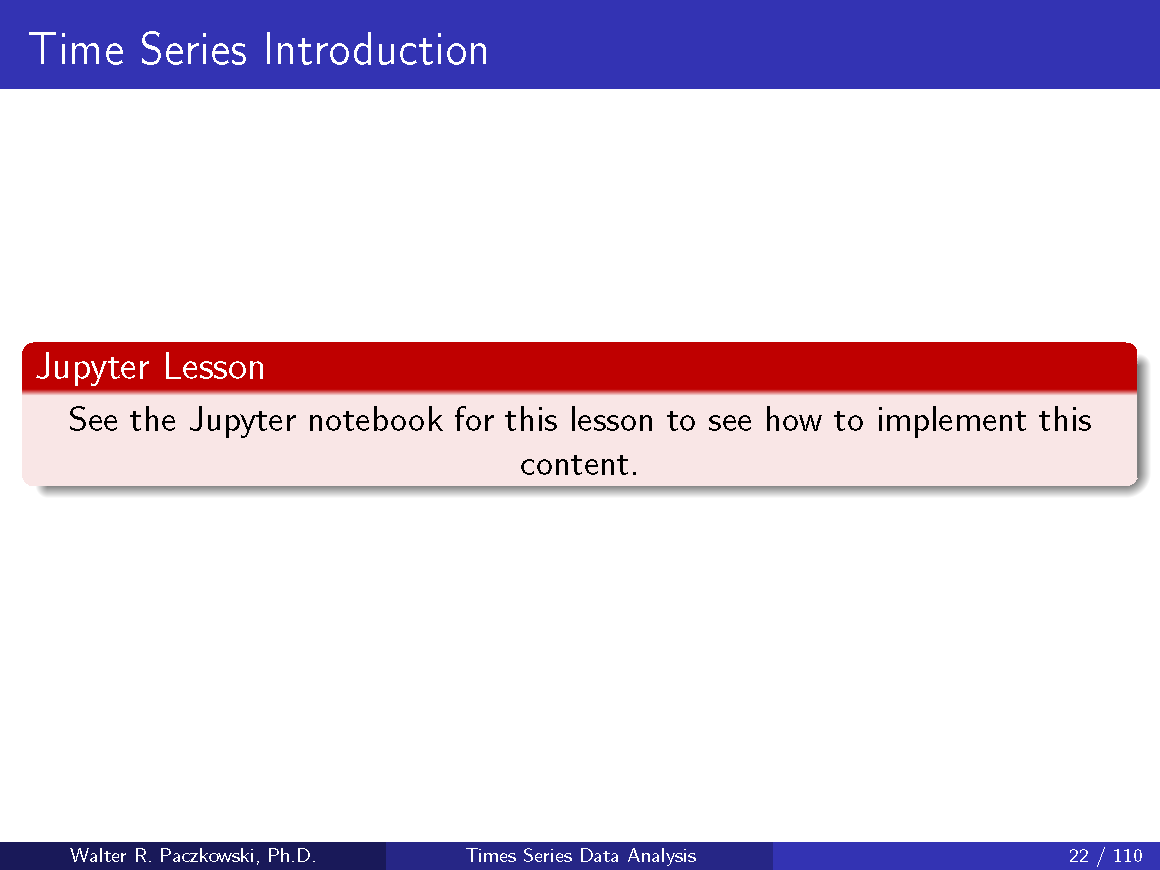 Time Series Introduction
Jupyter Lesson
See the Jupyter notebook for this lesson to see how to implement this
content.
Walter R. Paczkowski, Ph.D.
Times Series Data Analysis
22 / 110